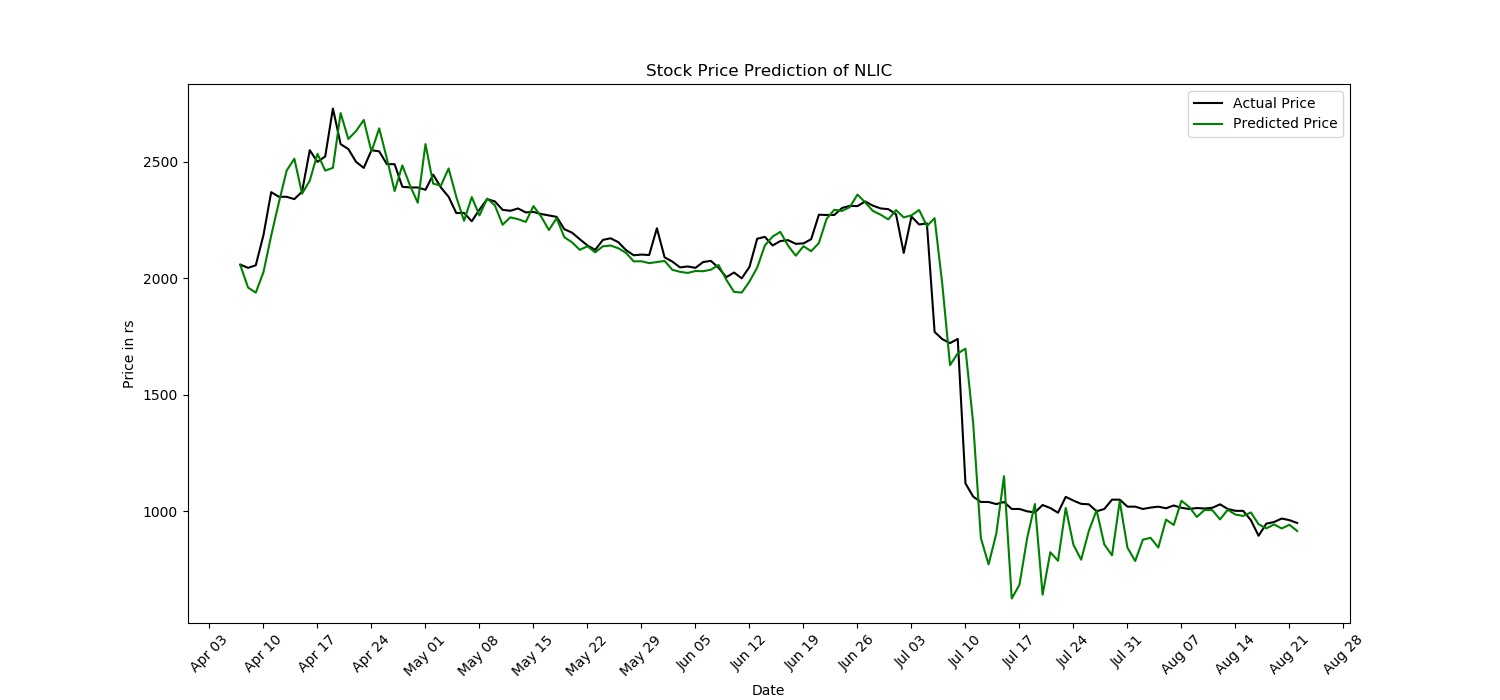 Stock Price Prediction of NLIC
Actual Price
Predicted Price
Price in rs
2500
2000
1500
1000
Apr 03
Apr 10
Apr 17
Apr 24
May 01
May 08
May 15
May 22
May 29
Jun 05
Jun 12
Jun 19
Jun 26
Jul 03
Jul 10
Jul 17
Jul 24
Jul 31
Aug 07
Aug 14
Aug 21
Aug 28
Date